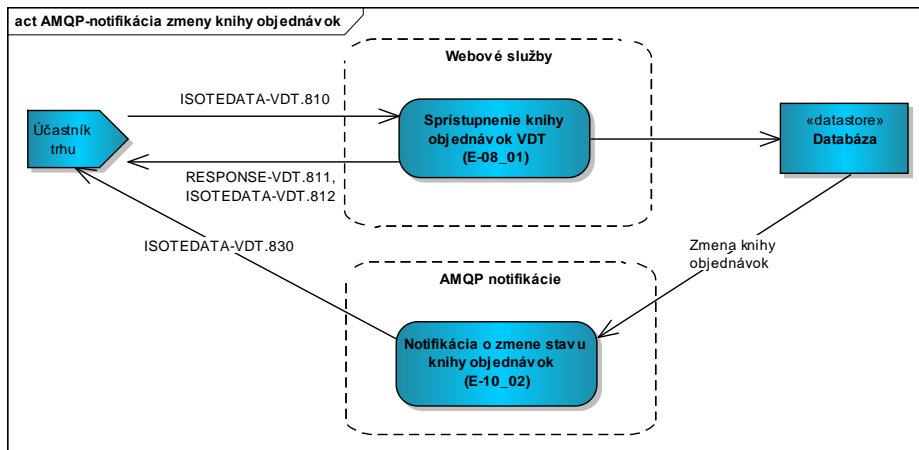 act AMQP-notifikácia zmeny knihy objednávok
Webové služby
ISOTEDATA-VDT.810
Účastník
trhu
Sprístupnenie knihy
objednávok VDT
(E-08_01)
«datastore»
Databáza
RESPONSE-VDT.811,
ISOTEDATA-VDT.812
ISOTEDATA-VDT.830
Zmena knihy
objednávok
AMQP notifikácie
Notifikácia o zmene stavu
knihy objednávok
(E-10_02)